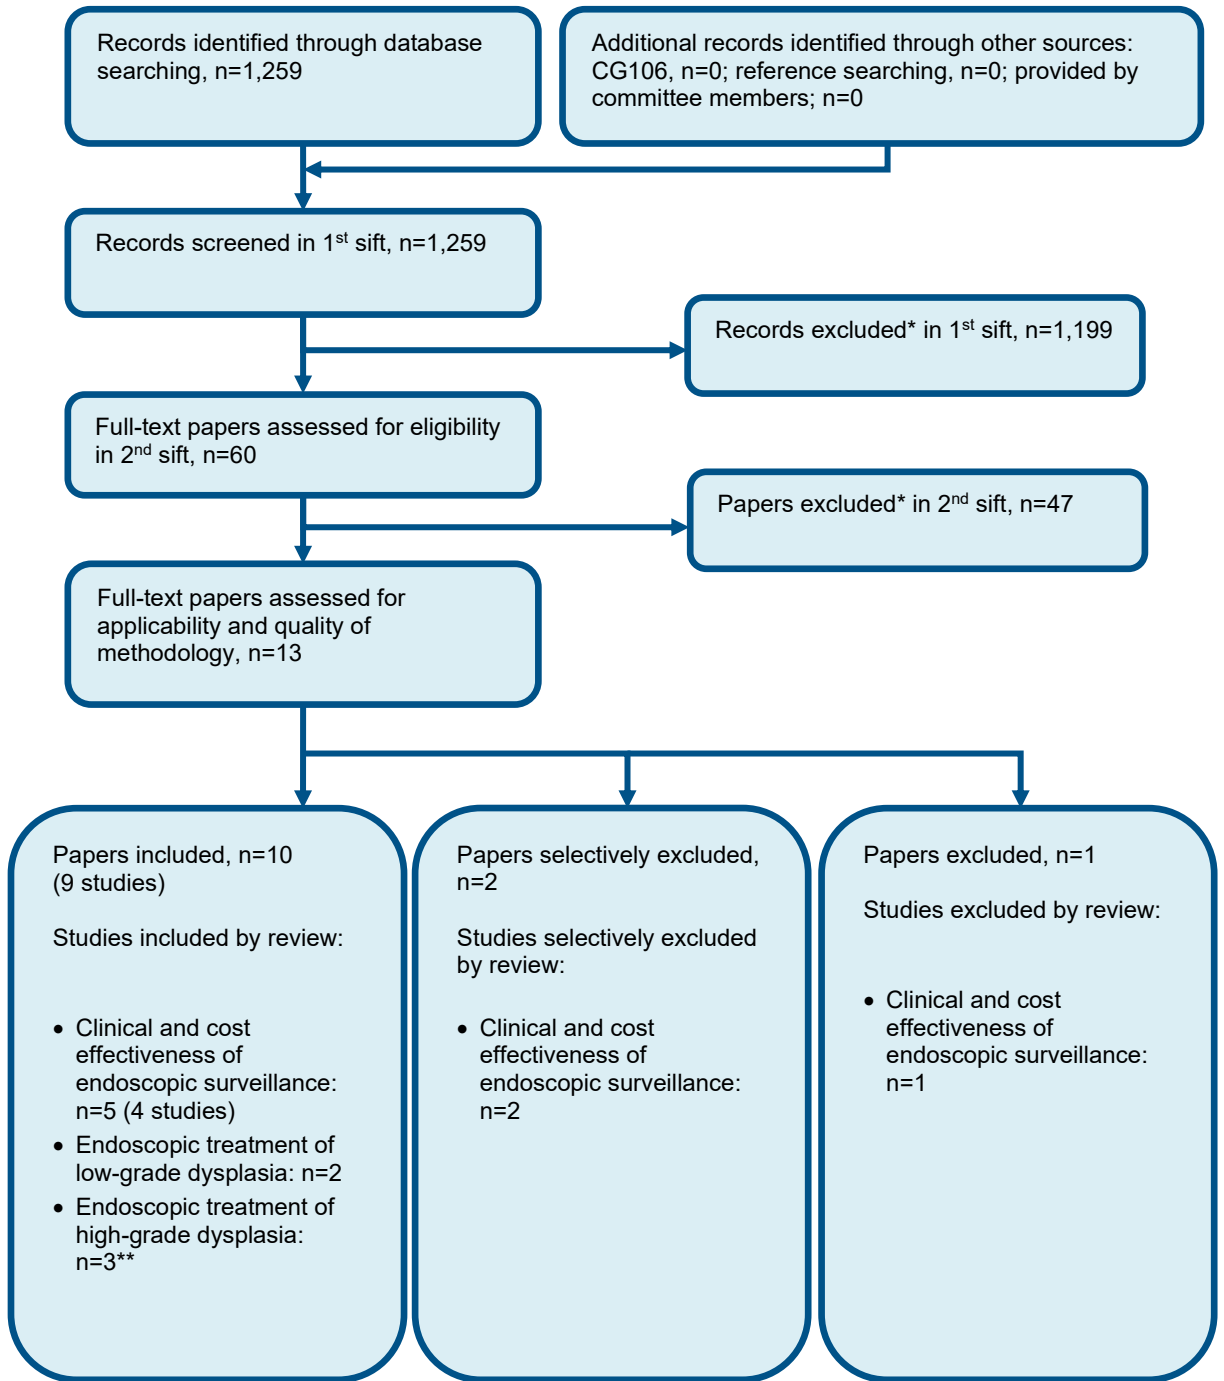 Records identified through database
searching, n=1,259
Additional records identified through other sources:
CG106, n=0; reference searching, n=0; provided by
committee members; n=0
Records screened in 1st sift, n=1,259
Records excluded* in 1st sift, n=1,199
Full-text papers assessed for eligibility
in 2nd sift, n=60
Papers excluded* in 2nd sift, n=47
Full-text papers assessed for
applicability and quality of
methodology, n=13
Papers included, n=10
(9 studies)
Studies included by review:
• Clinical and cost
effectiveness of
endoscopic surveillance:
n=5 (4 studies)
• Endoscopic treatment of
low-grade dysplasia: n=2
• Endoscopic treatment of
high-grade dysplasia:
n=3**
Papers selectively excluded,
n=2
Studies selectively excluded
by review:
• Clinical and cost
effectiveness of
endoscopic surveillance:
n=2
Papers excluded, n=1
Studies excluded by review:
• Clinical and cost
effectiveness of
endoscopic surveillance:
n=1